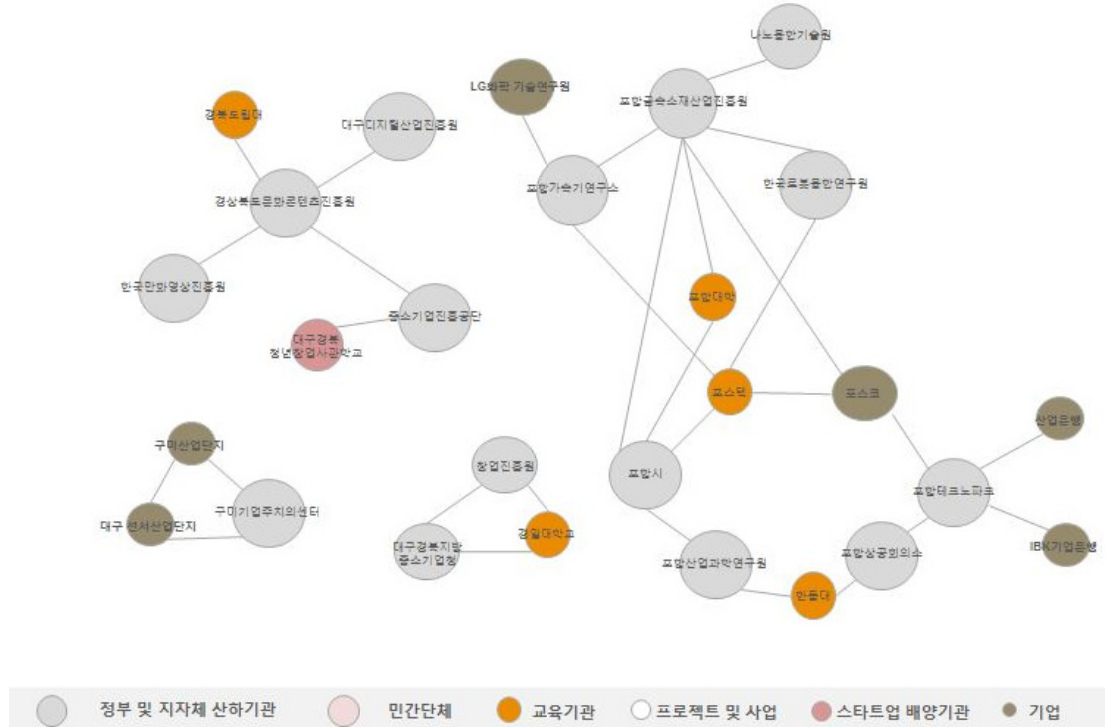 나노융합기술원
LG화학 기술연구원
포항금속소재산업진흥원
경북도립대
대구디지털산업진흥원
포항가속기연구소
한국로봇융합연구원
경상북도문화콘텐츠진흥원
한국만화영상진흥원
포항대학
중소기업진흥공단
대구경북
청년창업사관학교
포스텍
포스코
산업은행
구미산업단지
창업진흥원
포항시
포항테크노파크
구미기업주치의센터
대구 성서산업단지
경일대학교
대구경북지방
중소기업청
포항상공회의소
IBK기업은행
포항산업과학연구원
한동대
정부 및 지자체 산하기관
민간단체
교육기관
프로젝트 및 사업
스타트업 배양기관
기업